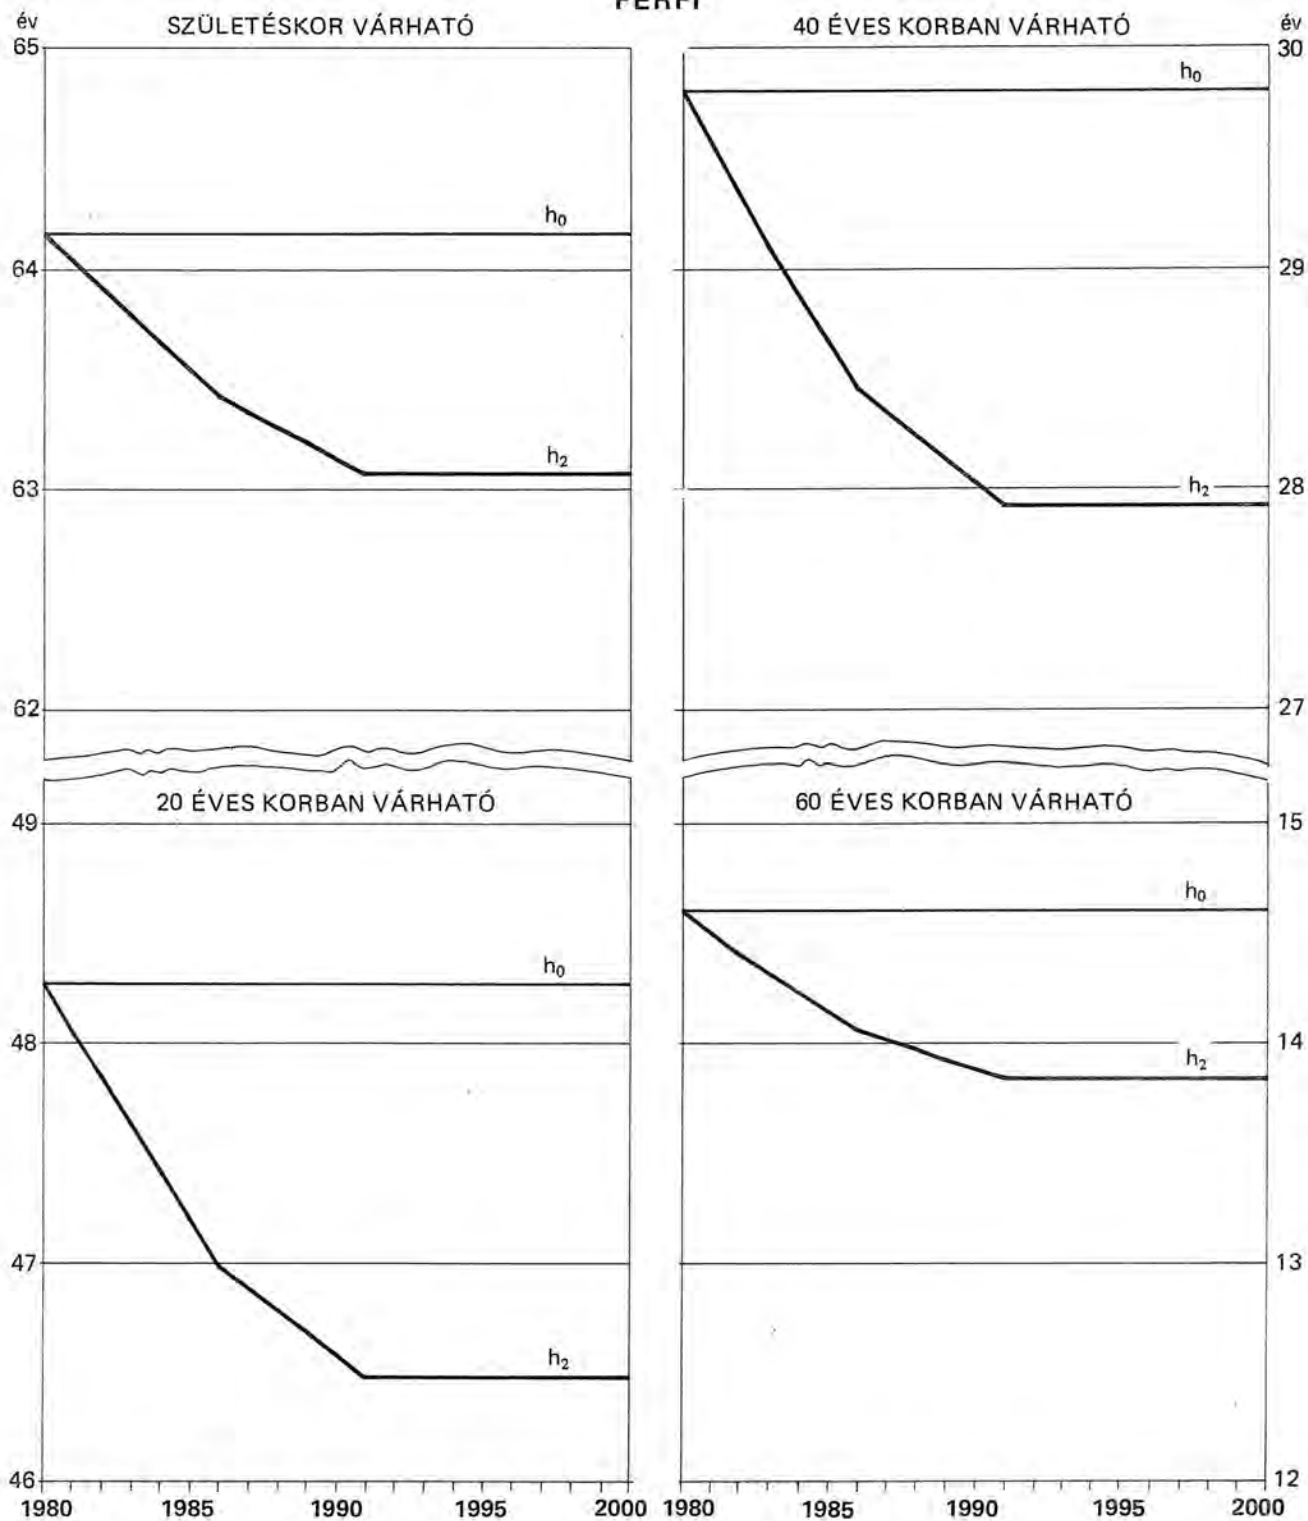 FÉRFI
év
SZÜLETÉSKOR VÁRHATÓ
65
h₀
64
h₂
63
62
év
40 ÉVES KORBAN VÁRHATÓ
30
h₀
29
h₂
28
27
20 ÉVES KORBAN VÁRHATÓ
49
h₀
48
47
h₂
46
1980 1985 1990 1995 2000
60 ÉVES KORBAN VÁRHATÓ
15
h₀
14
h₂
13
12
1980 1985 1990 1995 2000